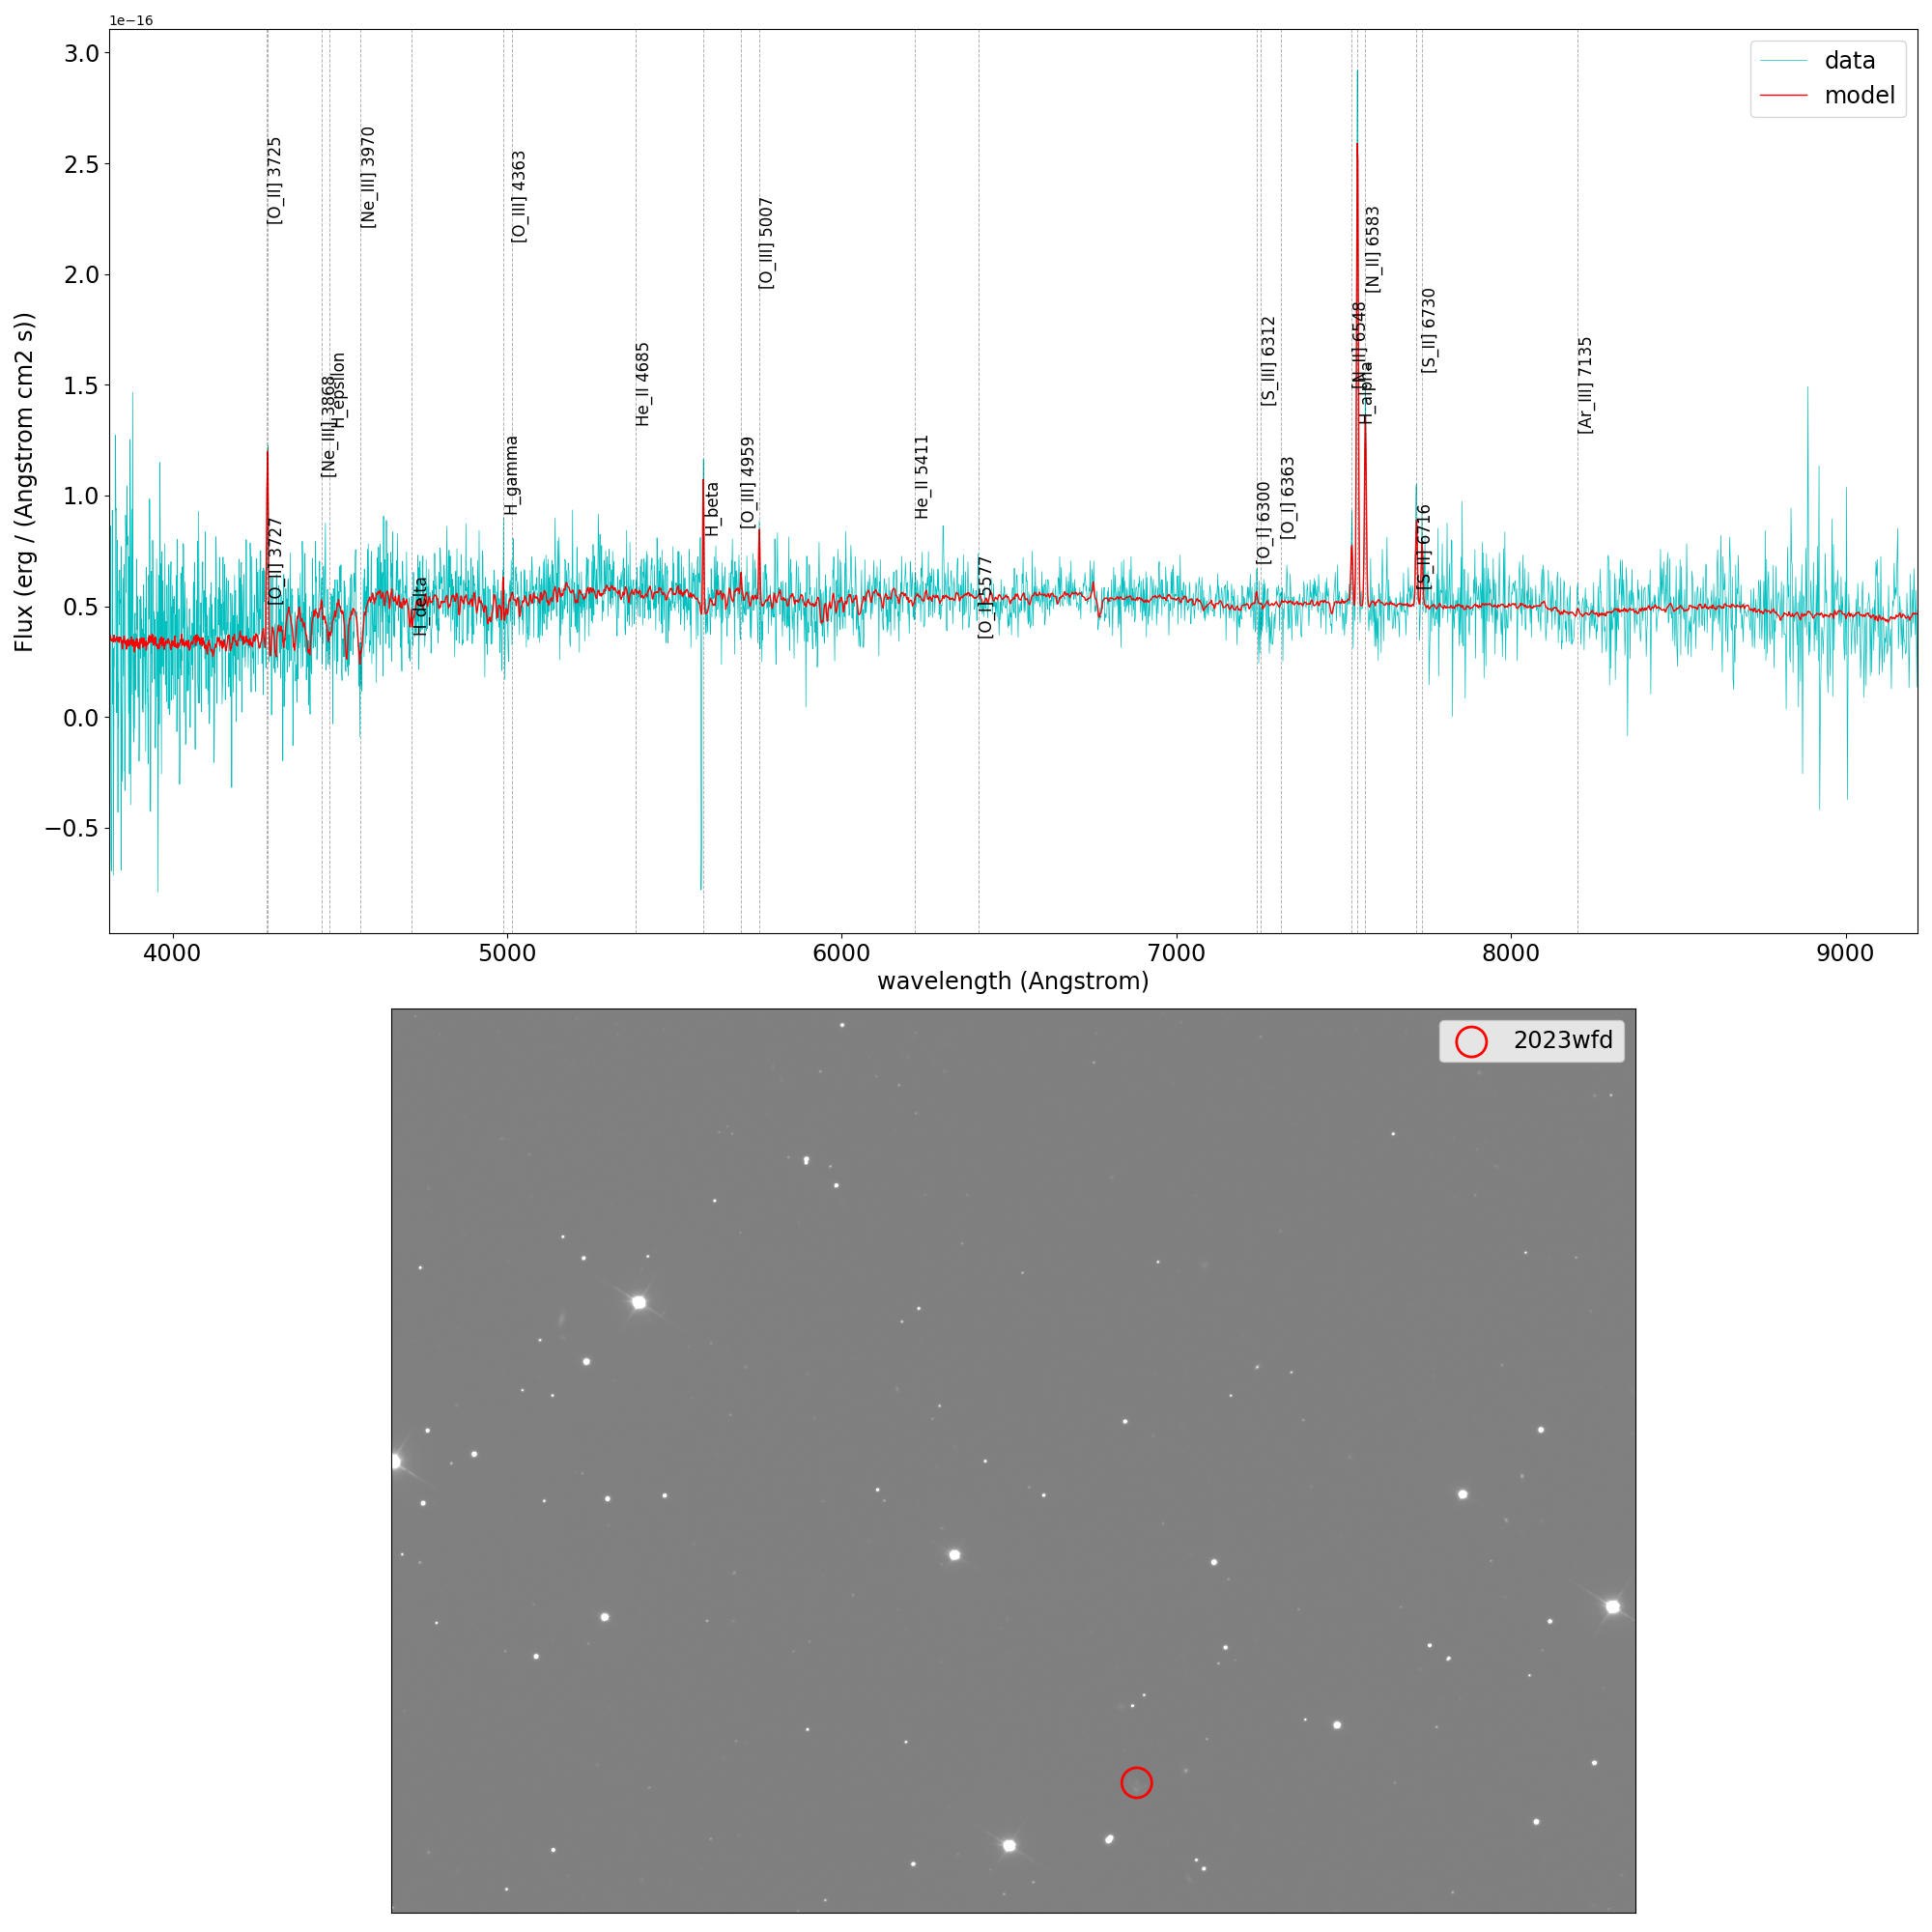 1e−16
3.0
2.5
2.0
1.5
1.0
0.5
0.0
−0.5
Flux (erg / (Angstrom cm2 s))
data
model
[O_II] 3725
[O_II] 3727
[Ne_III] 3868
H_epsilon
[Ne_III] 3970
H_delta
H_gamma
[O_III] 4363
He_II 4685
H_beta
[O_III] 4959
[O_III] 5007
He_II 5411
[O_I] 5577
[O_I] 6300
[S_III] 6312
[O_I] 6363
[N_II] 6548
H_alpha
[N_II] 6583
[S_II] 6716
[S_II] 6730
[Ar_III] 7135
4000
5000
6000
7000
8000
9000
wavelength (Angstrom)
2023wfd